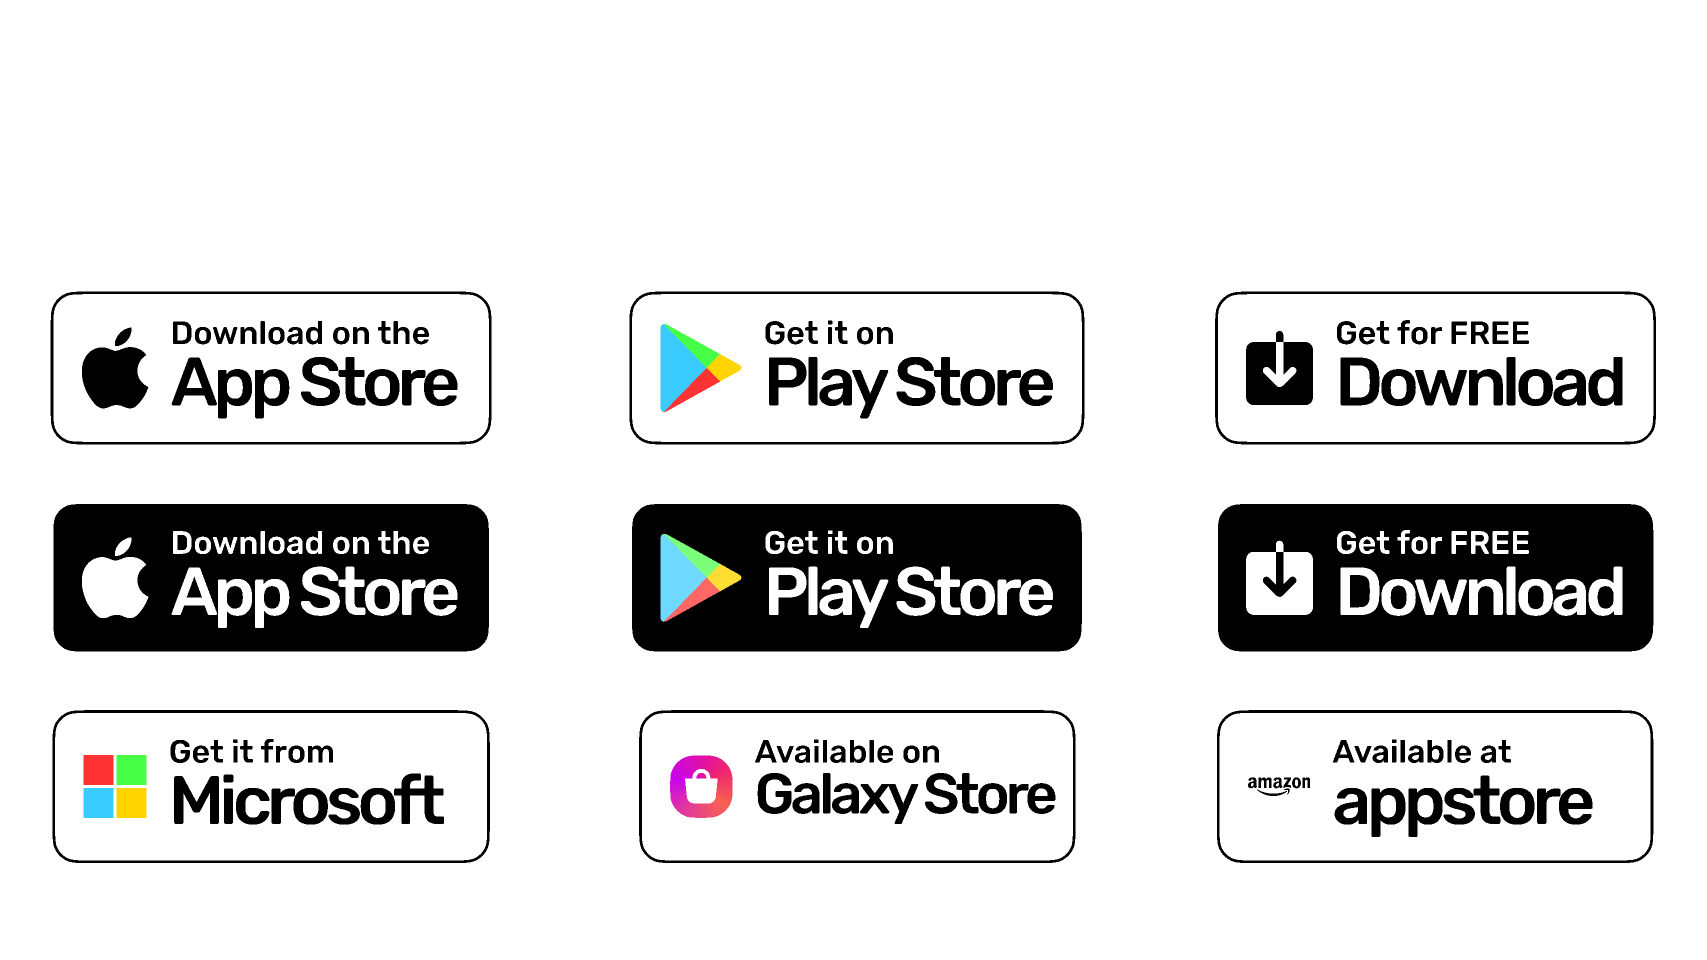 Download on the
App Store
Get it on
Play Store
Get for FREE
Download
Download on the
App Store
Get it on
Play Store
Get for FREE
Download
Get it from
Microsoft
Available on
Galaxy Store
amazon
Available at
appstore